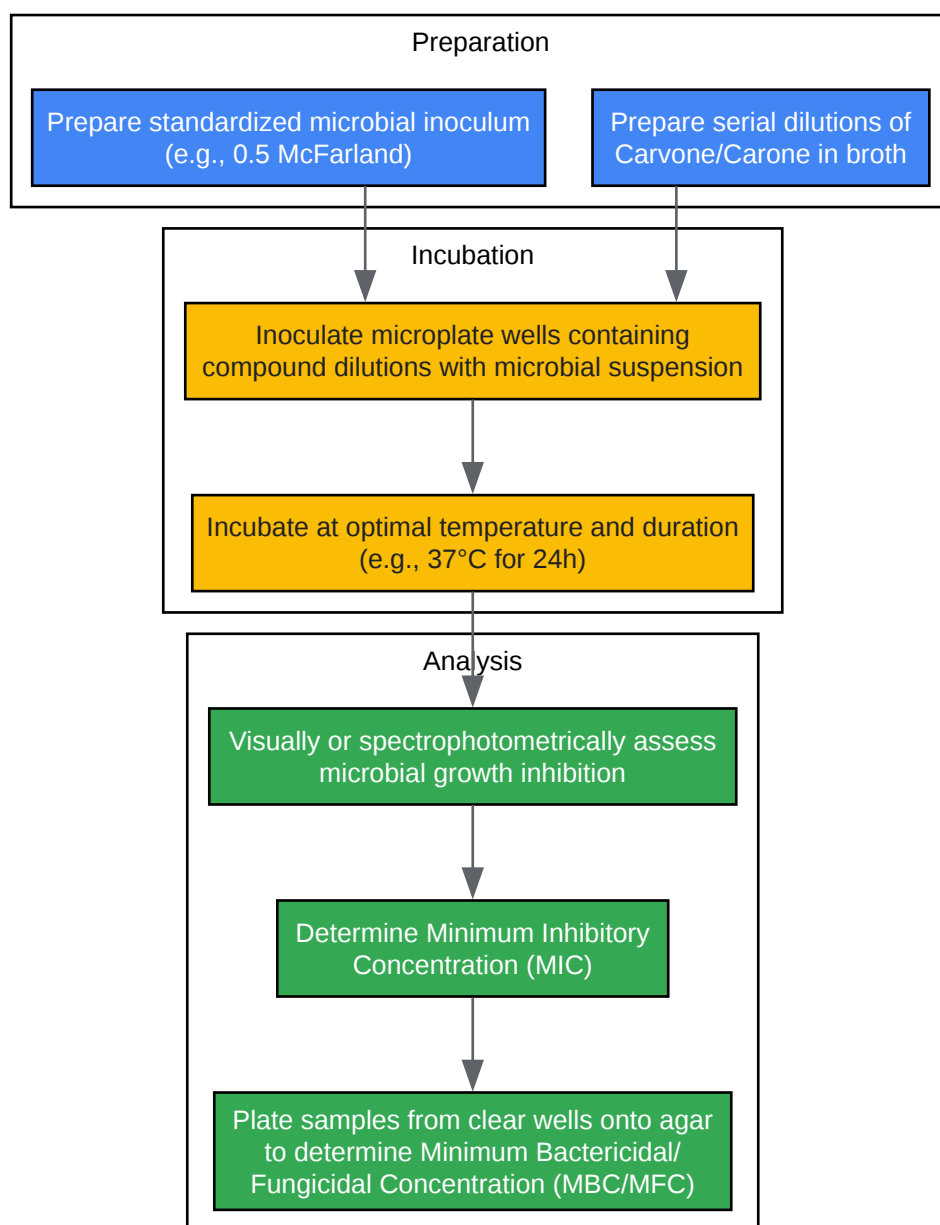 Preparation
Prepare standardized microbial inoculum
(e.g., 0.5 McFarland)
Prepare serial dilutions of
Carvone/Carone in broth
Incubation
Inoculate microplate wells containing
compound dilutions with microbial suspension
Incubate at optimal temperature and duration
(e.g., 37°C for 24h)
Analysis
Visually or spectrophotometrically assess
microbial growth inhibition
Determine Minimum Inhibitory
Concentration (MIC)
Plate samples from clear wells onto agar
to determine Minimum Bactericidal/
Fungicidal Concentration (MBC/MFC)